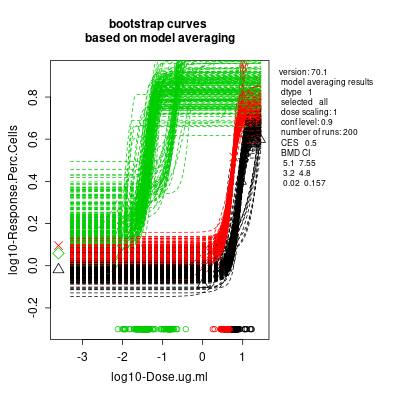 bootstrap curves
based on model averaging
version: 70.1
model averaging results
dtype 1
selected all
dose scaling: 1
conf level: 0.9
number of runs: 200
CES 0.5
BMD CI
5.1 7.55
3.2 4.8
0.02 0.157
log10-Response.Perc.Cells
0.8
0.6
0.4
0.2
0.0
-0.2
-3 -2 -1 0 1
log10-Dose.ug.ml